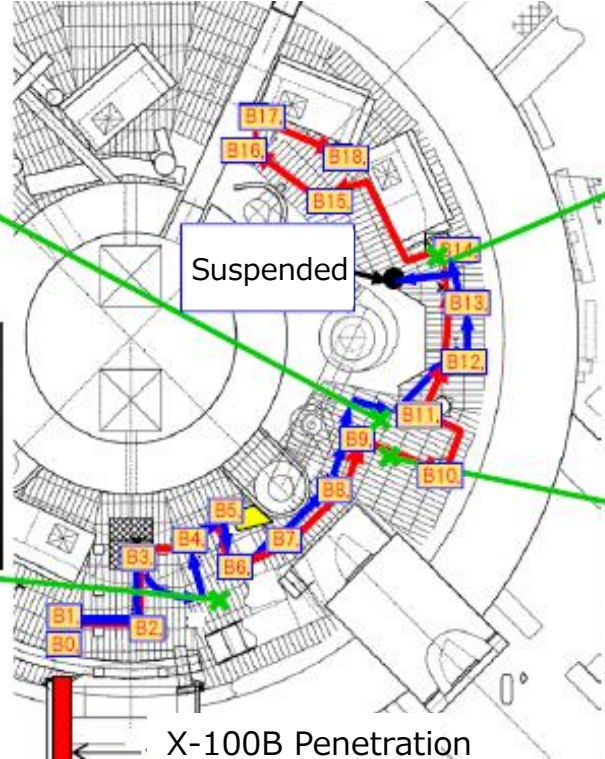 B17,
B16,
B18,
B15,
Suspended
B14,
B13,
B12,
B11,
B9,
B10,
B8,
B5,
B4,
B7,
B3,
B6,
B1,
B2,
B0,
X-100B Penetration